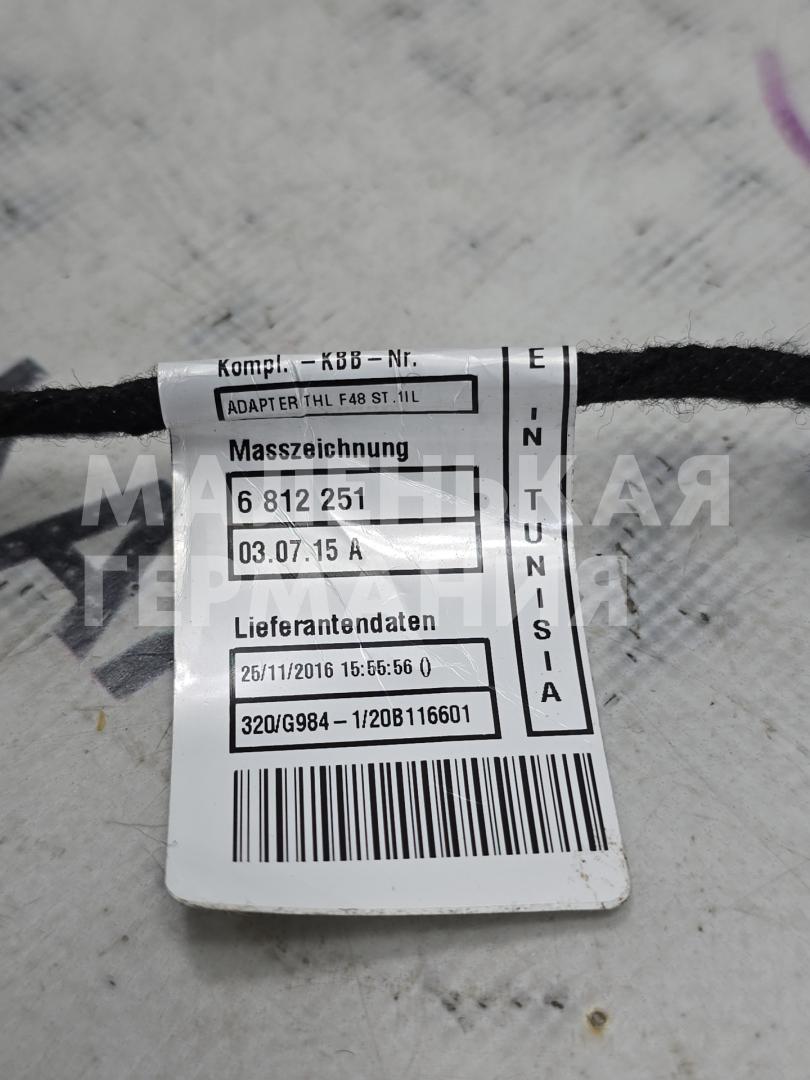 Kompl. – KBB – Nr.
ADAPTER THL F48 ST .1IL
Masszeichnung
6 812 251
03.07.15 A
Lieferantendaten
25/11/2016 15:55:56 ()
320/G984 – 1/20B116601
E IN TUNISIA
МАЛЕНЬКАЯ
ГЕРМАНИЯ